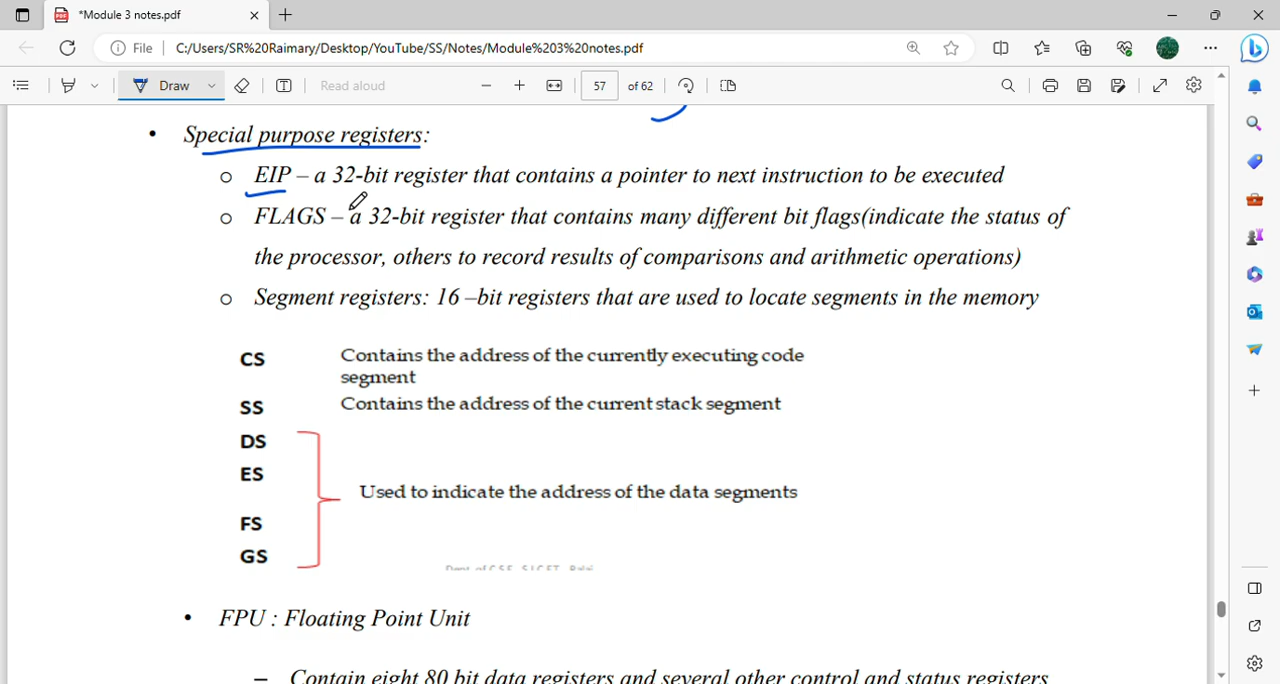 *Module 3 notes.pdf
File C:/Users/SR%20Raimary/Desktop/YouTube/SS/Notes/Module%203%20notes.pdf
Draw Read aloud 57 of 62
• Special purpose registers:
o EIP – a 32-bit register that contains a pointer to next instruction to be executed
o FLAGS – a 32-bit register that contains many different bit flags(indicate the status of
the processor, others to record results of comparisons and arithmetic operations)
o Segment registers: 16 –bit registers that are used to locate segments in the memory
CS Contains the address of the currently executing code
segment
SS Contains the address of the current stack segment
DS
ES
Used to indicate the address of the data segments
FS
GS
• FPU : Floating Point Unit
– Contain eight 80 bit data registers and several other control and status registers